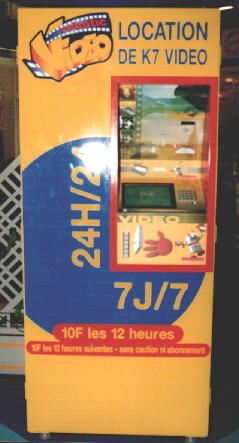 robotic
VIDEO
LOCATION
DE K7 VIDEO
24H/24
VIDEO
7J/7
10F les 12 heures
10F les 12 heures suivantes - sans caution ni abonnement